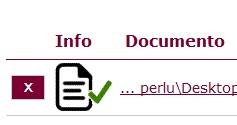 Info Documento
X ... perlu\Desktop